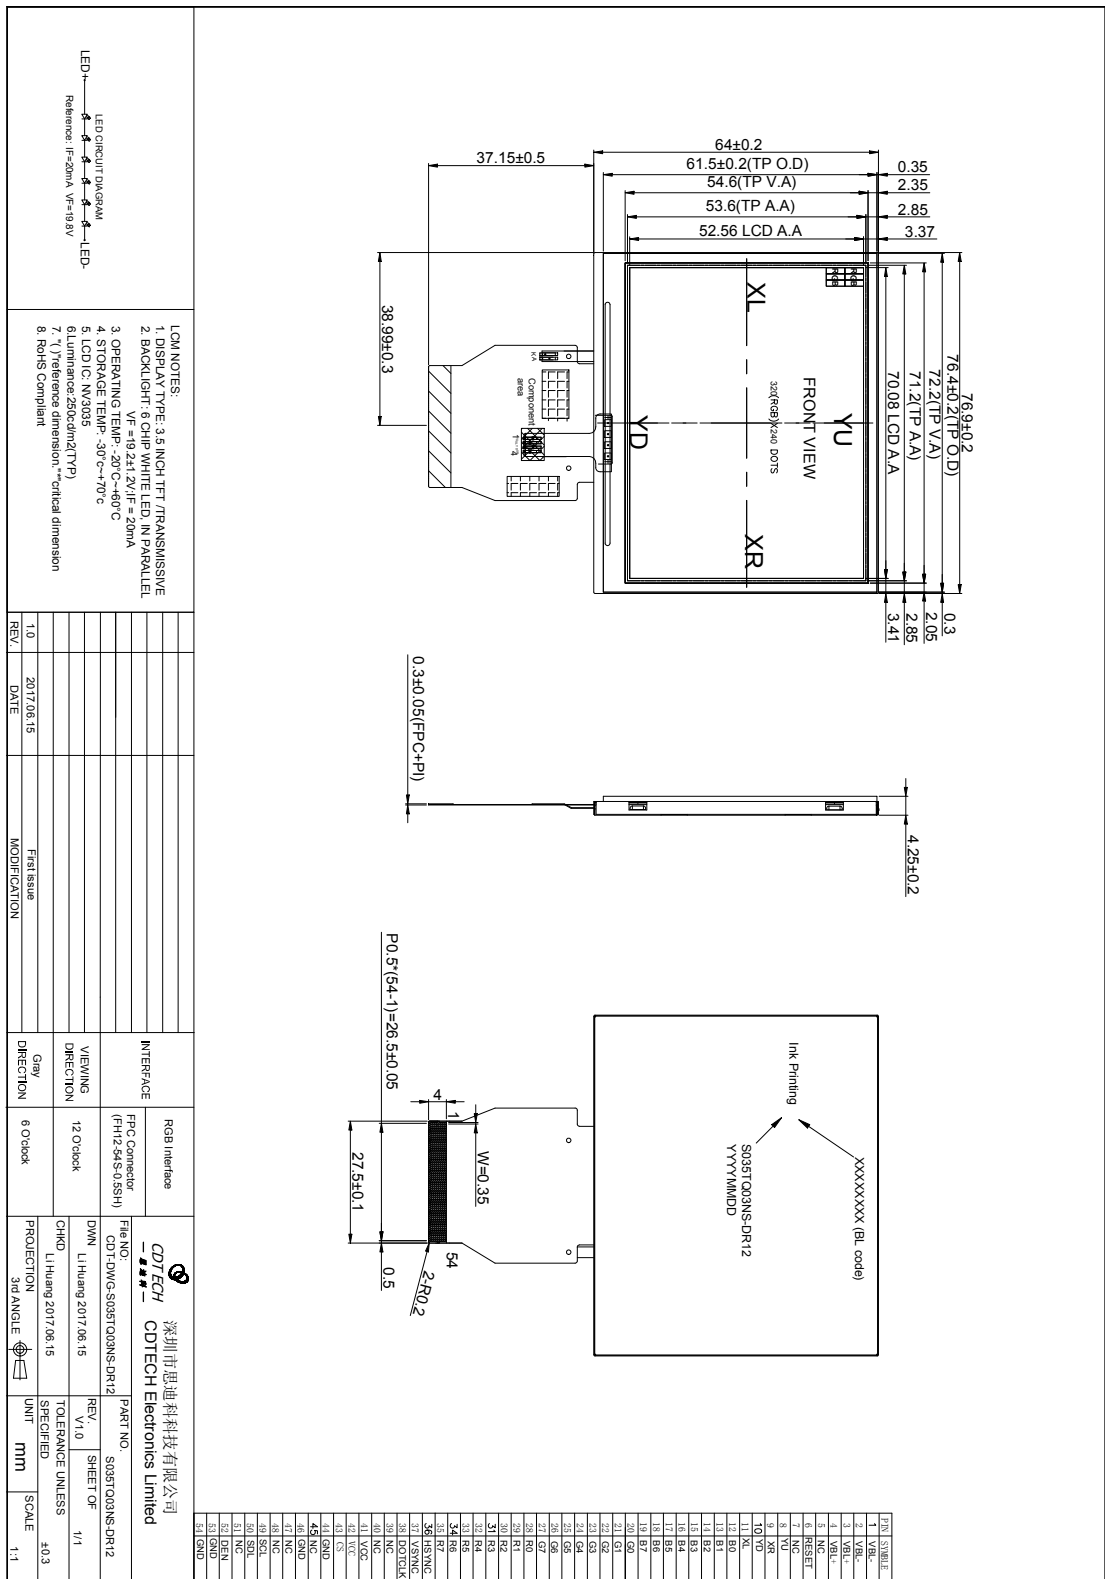 76.9±0.2
76.4±0.2(TP O.D)
72.2(TP V.A)
71.2(TP A.A)
70.08 LCD A.A
0.3
2.05
2.85
3.41
64±0.2
61.5±0.2(TP O.D)
54.6(TP V.A)
53.6(TP A.A)
52.56 LCD A.A
0.35
2.35
2.85
3.37
37.15±0.5
38.99±0.3
RGB RGB
RGB RGB
YU
FRONT VIEW
320(RGB)X240 DOTS
XL
XR
YD
K A
Component
area
1 4
4.25±0.2
0.3±0.05(FPC+PI)
XXXXXXXX (BL code)
Ink Printing
S035TQ03NS-DR12
YYYYMMDD
4
1
W=0.35
54
2-R0.2
0.5
27.5±0.1
P0.5*(54-1)=26.5±0.05
PIN SYMBLE
1 VBL-
2 VBL-
3 VBL+
4 VBL+
5 NC
6 RESET
7 NC
8 YU
9 XR
10 YD
11 XL
12 B0
13 B1
14 B2
15 B3
16 B4
17 B5
18 B6
19 B7
20 G0
21 G1
22 G2
23 G3
24 G4
25 G5
26 G6
27 G7
28 R0
29 R1
30 R2
31 R3
32 R4
33 R5
34 R6
35 R7
36 HSYNC
37 VSYNC
38 DOTCLK
39 NC
40 NC
41 VCC
42 VCC
43 CS
44 GND
45 NC
46 GND
47 NC
48 NC
49 SCL
50 SDL
51 NC
52 DEN
53 GND
54 GND
LED CIRCUIT DIAGRAM
LED+
LED-
Reference: IF=20mA VF=19.8V
LCM NOTES:
1. DISPLAY TYPE: 3.5 INCH TFT /TRANSMISSIVE
2. BACKLIGHT: 6 CHIP WHITE LED, IN PARALLEL
VF =19.2±1.2V;IF = 20mA
3. OPERATING TEMP: -20°C~+60°C
4. STORAGE TEMP: -30°c~+70°c
5. LCD IC: NV3035
6.Luminance:250cd/m2(TYP)
7. "( )"reference dimension."*"critical dimension
8. RoHS Compliant
1.0 2017.06.15 First issue
REV. DATE MODIFICATION
INTERFACE
RGB Interface
FPC Connector
(FH12-54S-0.5SH)
VIEWING
DIRECTION
12 O'clock
Gray
DIRECTION
6 O'clock
CDTECH
— 思迪科 —
深圳市思迪科科技有限公司
CDTECH Electronics Limited
File NO:
CDT-DWG-S035TQ03NS-DR12
PART NO.
S035TQ03NS-DR12
DWN
Li Huang 2017.06.15
REV.
V1.0
SHEET OF
1/1
CHKD
Li Huang 2017.06.15
TOLERANCE UNLESS
SPECIFIED
±0.3
PROJECTION
3rd ANGLE
UNIT
mm
SCALE
1:1